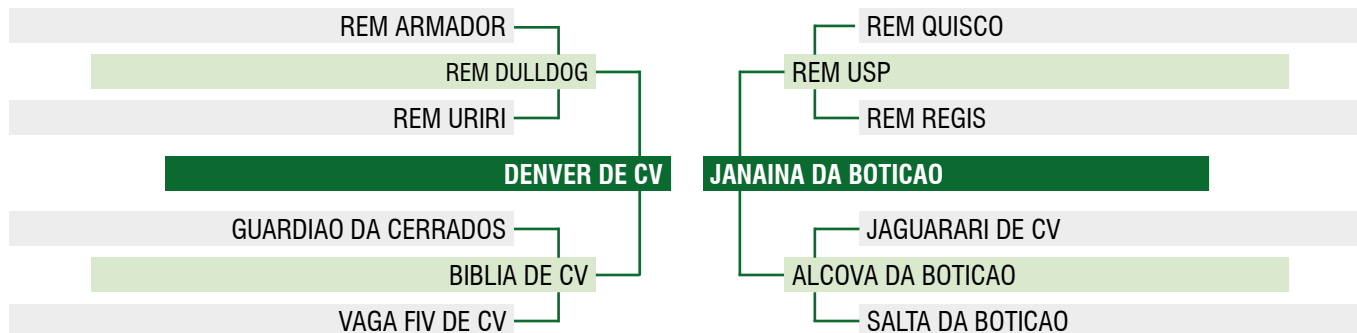 REM ARMADOR
REM QUISCO
REM DULLDOG
REM USP
REM URIRI
REM REGIS
DENVER DE CV
JANAINA DA BOTICAO
GUARDIAO DA CERRADOS
JAGUARARI DE CV
BIBLIA DE CV
ALCOVA DA BOTICAO
VAGA FIV DE CV
SALTA DA BOTICAO